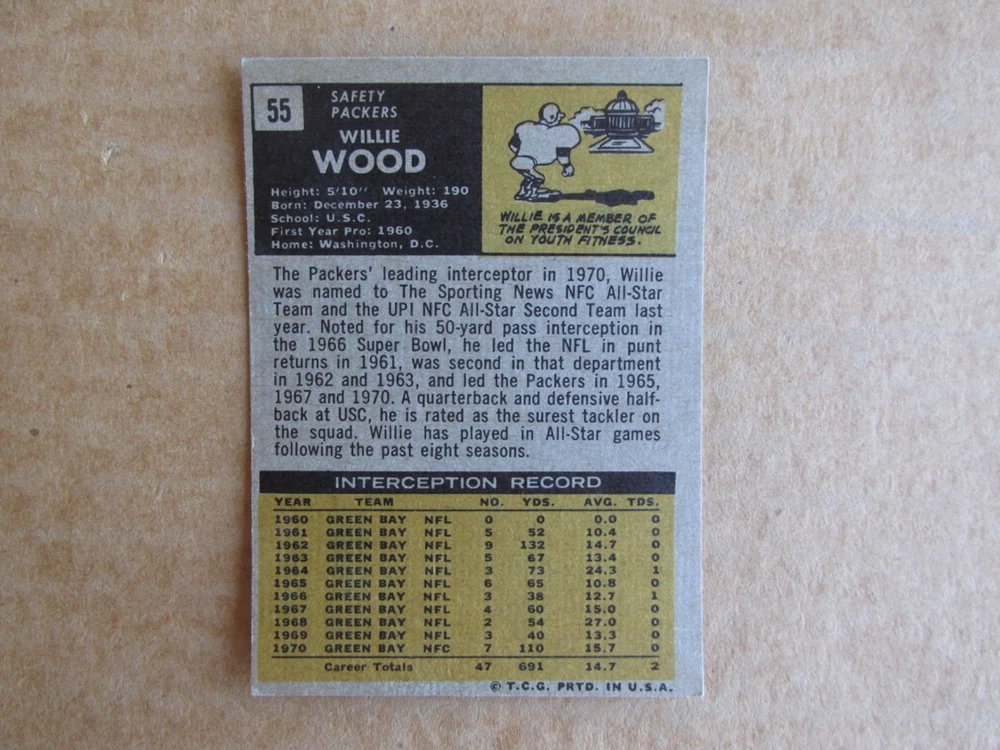 55
SAFETY
PACKERS
WILLIE
WOOD
Height: 5'10" Weight: 190
Born: December 23, 1936
School: U.S.C.
First Year Pro: 1960
Home: Washington, D.C.
WILLIE IS A MEMBER OF
THE PRESIDENT'S COUNCIL
ON YOUTH FITNESS.
The Packers' leading interceptor in 1970, Willie
was named to The Sporting News NFC All-Star
Team and the UPI NFC All-Star Second Team last
year. Noted for his 50-yard pass interception in
the 1966 Super Bowl, he led the NFL in punt
returns in 1961, was second in that department
in 1962 and 1963, and led the Packers in 1965,
1967 and 1970. A quarterback and defensive half-
back at USC, he is rated as the surest tackler on
the squad. Willie has played in All-Star games
following the past eight seasons.
INTERCEPTION RECORD
YEAR TEAM NO. YDS. AVG. TDS.
1960 GREEN BAY NFL 0 0 0.0 0
1961 GREEN BAY NFL 5 52 10.4 0
1962 GREEN BAY NFL 9 132 14.7 0
1963 GREEN BAY NFL 5 67 13.4 0
1964 GREEN BAY NFL 3 73 24.3 1
1965 GREEN BAY NFL 6 65 10.8 0
1966 GREEN BAY NFL 3 38 12.7 1
1967 GREEN BAY NFL 4 60 15.0 0
1968 GREEN BAY NFL 2 54 27.0 0
1969 GREEN BAY NFL 3 40 13.3 0
1970 GREEN BAY NFC 7 110 15.7 0
Career Totals 47 691 14.7 2
© T.C.G. PRTD. IN U.S.A.